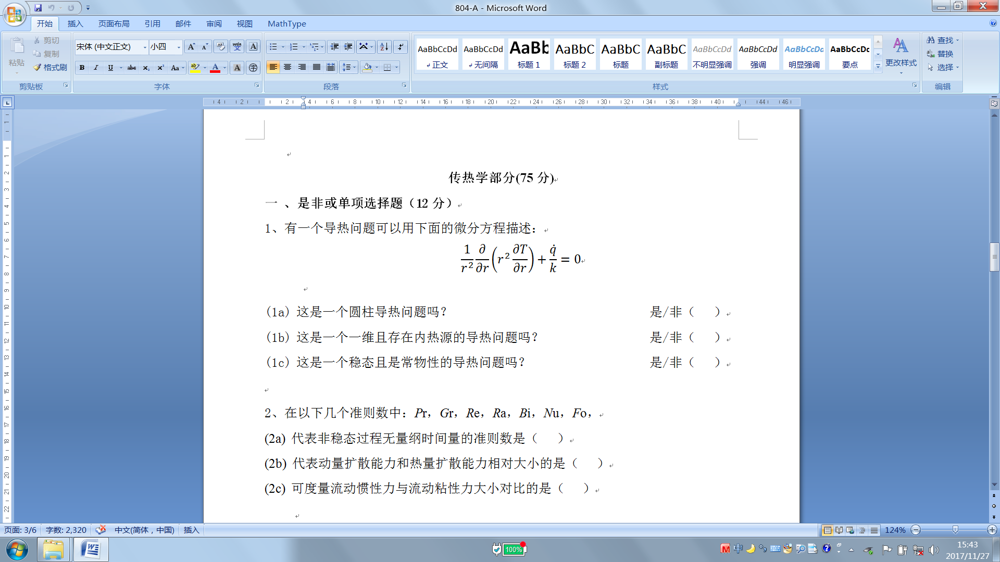 804-A - Microsoft Word
开始 插入 页面布局 引用 邮件 审阅 视图 MathType
粘贴 剪切 复制 格式刷 剪贴板
宋体 (中文正文) 小四
B I U abc x₂ x² Aa ab A A 字
字体
段落
AaBbCcDd AaBbCcDd AaBb AaBbC AaBbC AaBbC AaBbCcDd AaBbCcDd AaBbCcDd AaBbCcDc
正文 无间隔 标题 1 标题 2 标题 副标题 不明显强调 强调 明显强调 要点
更改样式
样式
查找 替换 选择
编辑
传热学部分(75 分)
一 、是非或单项选择题（12 分）
1、有一个导热问题可以用下面的微分方程描述：
1/r² ∂/∂r (r² ∂T/∂r) + q̇/k = 0
(1a) 这是一个圆柱导热问题吗？ 是/非（ ）
(1b) 这是一个一维且存在内热源的导热问题吗？ 是/非（ ）
(1c) 这是一个稳态且是常物性的导热问题吗？ 是/非（ ）
2、在以下几个准则数中：Pr，Gr，Re，Ra，Bi，Nu，Fo，
(2a) 代表非稳态过程无量纲时间量的准则数是（ ）
(2b) 代表动量扩散能力和热量扩散能力相对大小的是（ ）
(2c) 可度量流动惯性力与流动粘性力大小对比的是（ ）
页面: 3/6 字数: 2,320 中文(简体，中国) 插入 124%
100%
中
15:43
2017/11/27